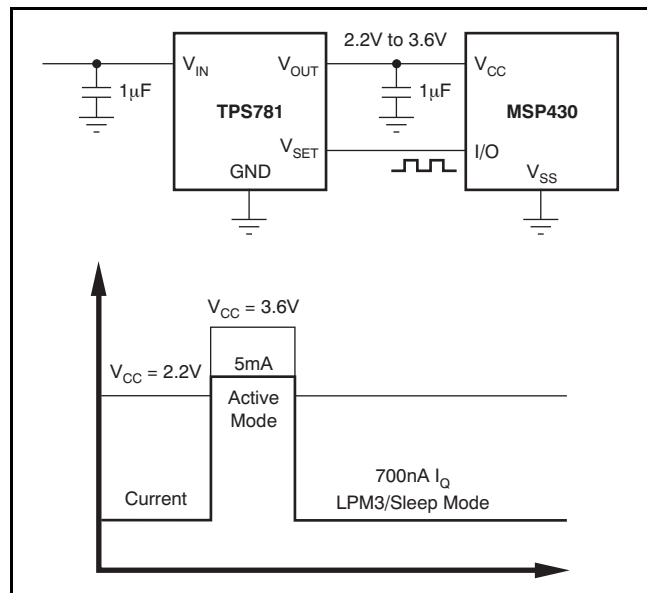 2.2V to 3.6V
V_IN
V_OUT
V_CC
1μF
TPS781
1μF
MSP430
V_SET
I/O
GND
V_SS
V_CC = 3.6V
V_CC = 2.2V
5mA
Active
Mode
700nA I_Q
Current
LPM3/Sleep Mode